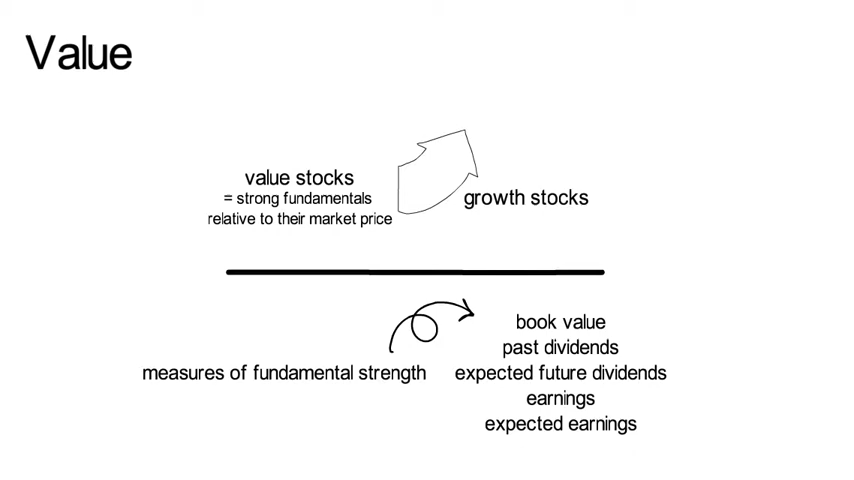 Value
value stocks
= strong fundamentals
relative to their market price
growth stocks
measures of fundamental strength
book value
past dividends
expected future dividends
earnings
expected earnings